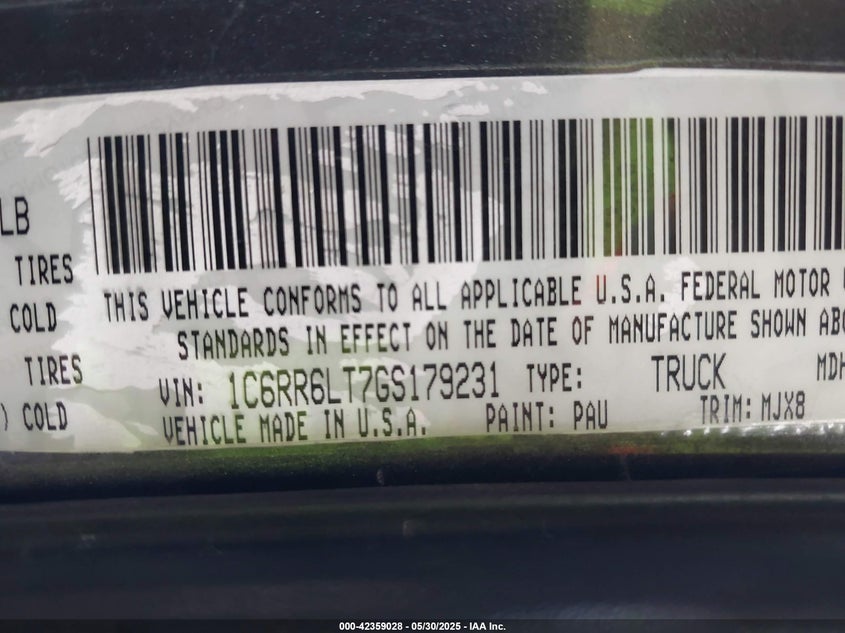 LB
TIRES
COLD
TIRES
) COLD
THIS VEHICLE CONFORMS TO ALL APPLICABLE U.S.A. FEDERAL MOTOR
STANDARDS IN EFFECT ON THE DATE OF MANUFACTURE SHOWN ABO
VIN: 1C6RR6LT7GS179231 TYPE: TRUCK MDH
VEHICLE MADE IN U.S.A. PAINT: PAU TRIM: MJX8
000-42359028 - 05/30/2025 - IAA Inc.